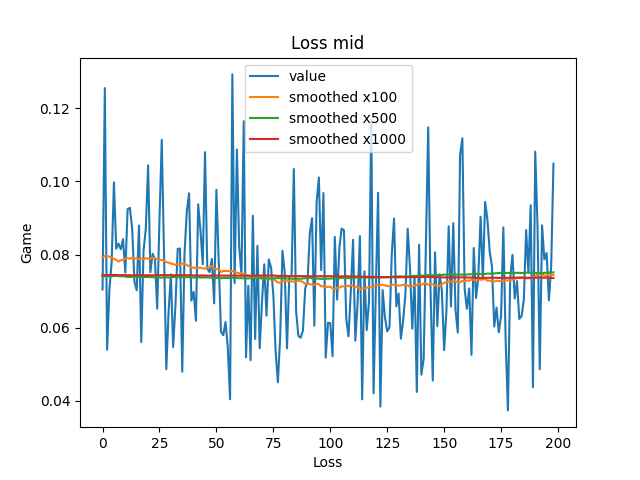 Loss mid
value
smoothed x100
smoothed x500
smoothed x1000
Game
0.12
0.10
0.08
0.06
0.04
0 25 50 75 100 125 150 175 200
Loss